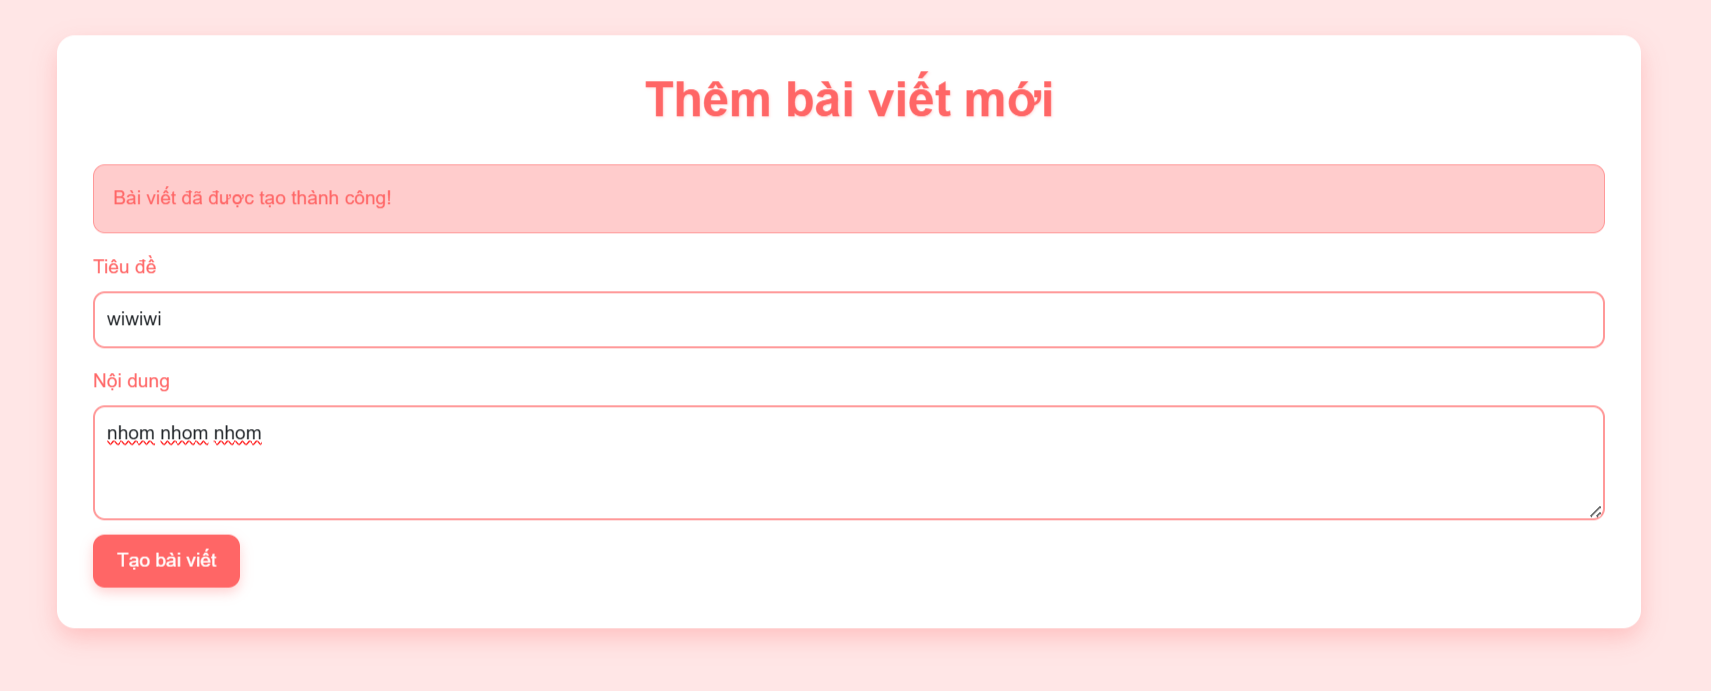 Thêm bài viết mới
Bài viết đã được tạo thành công!
Tiêu đề
wiwiwi
Nội dung
nhom nhom nhom
Tạo bài viết